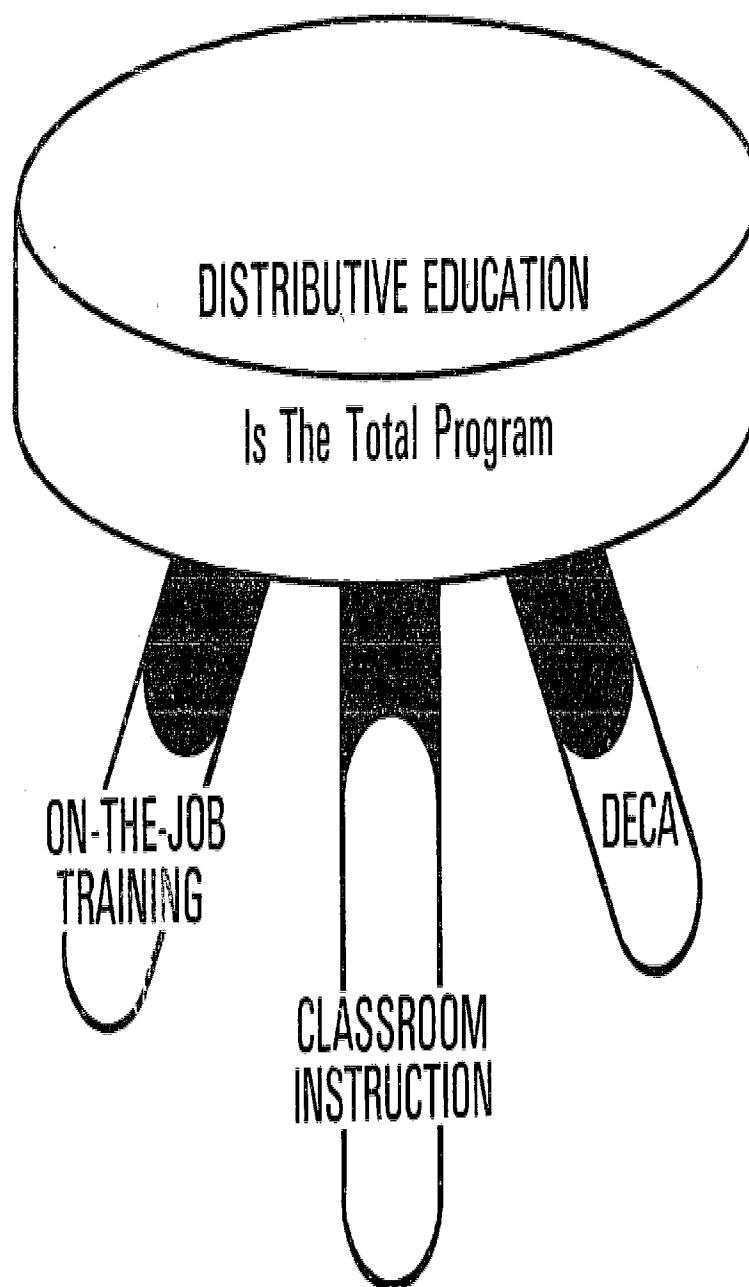 DISTRIBUTIVE EDUCATION
Is The Total Program
ON-THE-JOB
TRAINING
DECA
CLASSROOM
INSTRUCTION